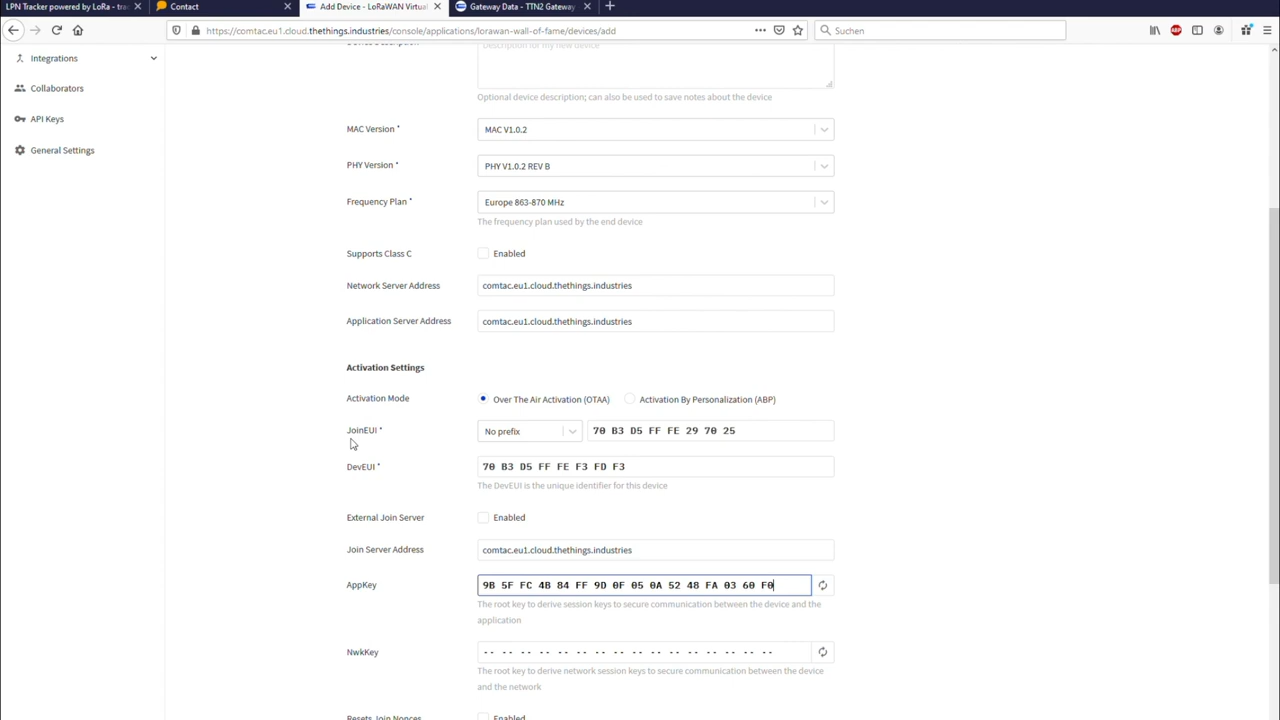 LPN Tracker powered by LoRa - tra
Contact
Add Device - LoRaWAN Virtual
Gateway Data - TTN2 Gateway
https://comtac.eu1.cloud.thethings.industries/console/applications/lorawan-wall-of-fame/devices/add
Suchen
ABP
Integrations
Collaborators
API Keys
General Settings
Device Description
Description for my new device
Optional device description; can also be used to save notes about the device
MAC Version *
MAC V1.0.2
PHY Version *
PHY V1.0.2 REV B
Frequency Plan *
Europe 863-870 MHz
The frequency plan used by the end device
Supports Class C
Enabled
Network Server Address
comtac.eu1.cloud.thethings.industries
Application Server Address
comtac.eu1.cloud.thethings.industries
Activation Settings
Activation Mode
Over The Air Activation (OTAA)
Activation By Personalization (ABP)
JoinEUI *
No prefix
70 B3 D5 FF FE 29 70 25
DevEUI *
70 B3 D5 FF FE F3 FD F3
The DevEUI is the unique identifier for this device
External Join Server
Enabled
Join Server Address
comtac.eu1.cloud.thethings.industries
AppKey
9B 5F FC 4B 84 FF 9D 0F 05 0A 52 48 FA 03 60 F0
The root key to derive session keys to secure communication between the device and the
application
NwkKey
·· ·· ·· ·· ·· ·· ·· ·· ·· ·· ·· ·· ·· ·· ·· ··
The root key to derive network session keys to secure communication between the device
and the network
Resets Join Nonces
Enabled